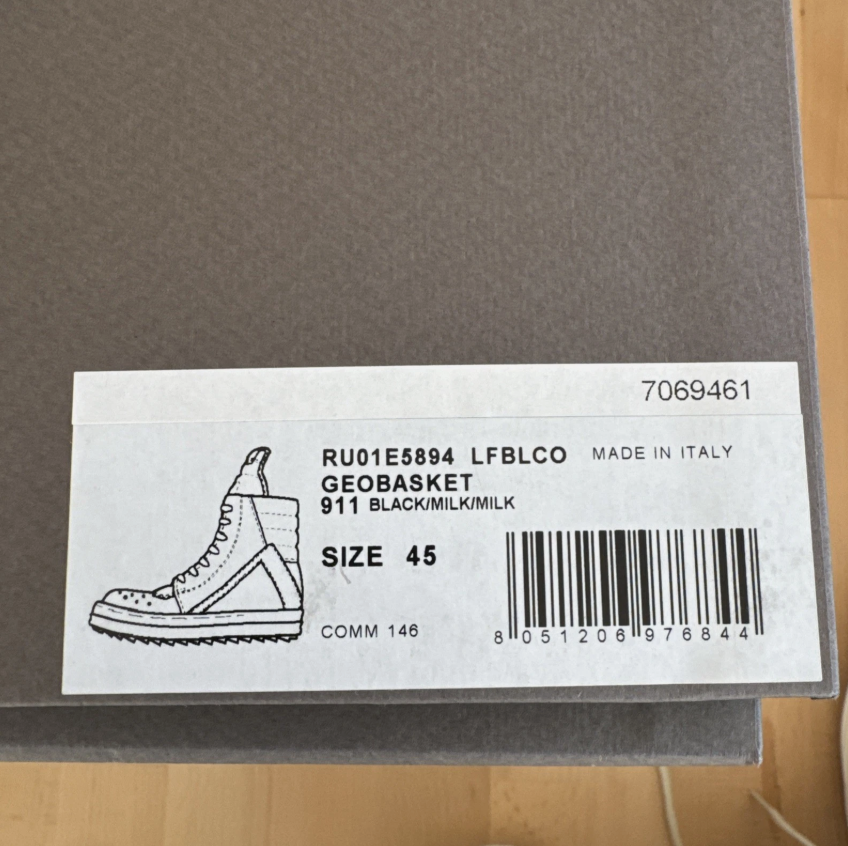 7069461
RU01E5894 LFBLCO MADE IN ITALY
GEOBASKET
911 BLACK/MILK/MILK
SIZE 45
COMM 146
8 051206 976844